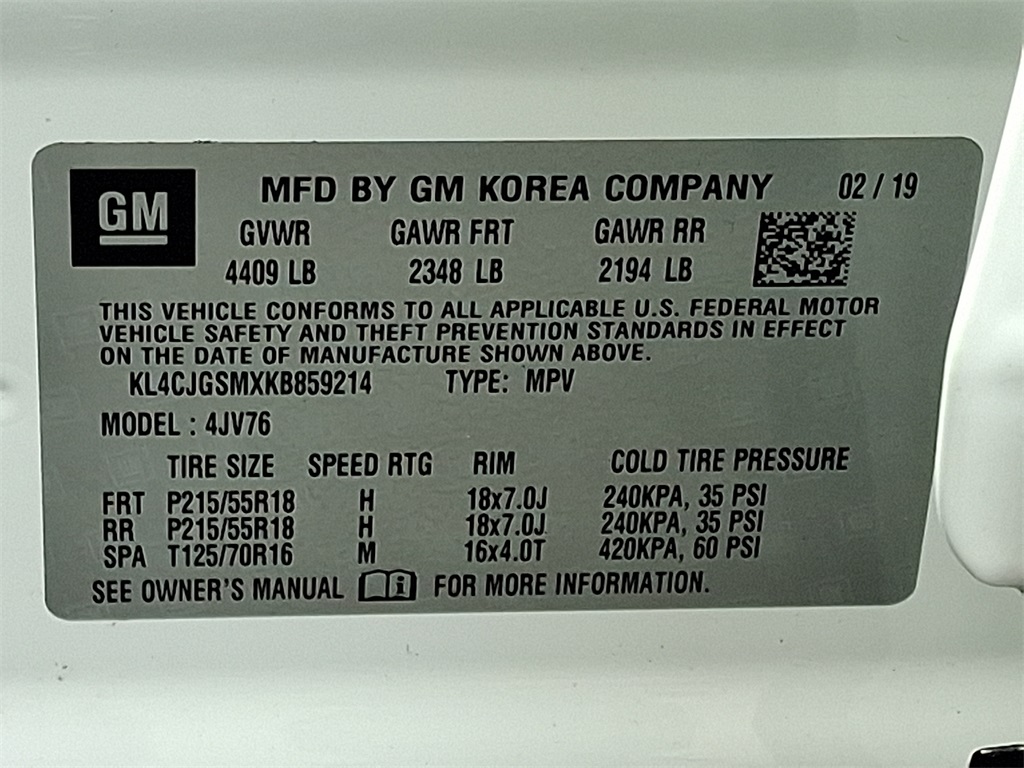 GM
MFD BY GM KOREA COMPANY 02 / 19
GVWR GAWR FRT GAWR RR
4409 LB 2348 LB 2194 LB
THIS VEHICLE CONFORMS TO ALL APPLICABLE U.S. FEDERAL MOTOR
VEHICLE SAFETY AND THEFT PREVENTION STANDARDS IN EFFECT
ON THE DATE OF MANUFACTURE SHOWN ABOVE.
KL4CJGSMXKB859214 TYPE: MPV
MODEL : 4JV76
TIRE SIZE SPEED RTG RIM COLD TIRE PRESSURE
FRT P215/55R18 H 18x7.0J 240KPA, 35 PSI
RR P215/55R18 H 18x7.0J 240KPA, 35 PSI
SPA T125/70R16 M 16x4.0T 420KPA, 60 PSI
SEE OWNER'S MANUAL i FOR MORE INFORMATION.